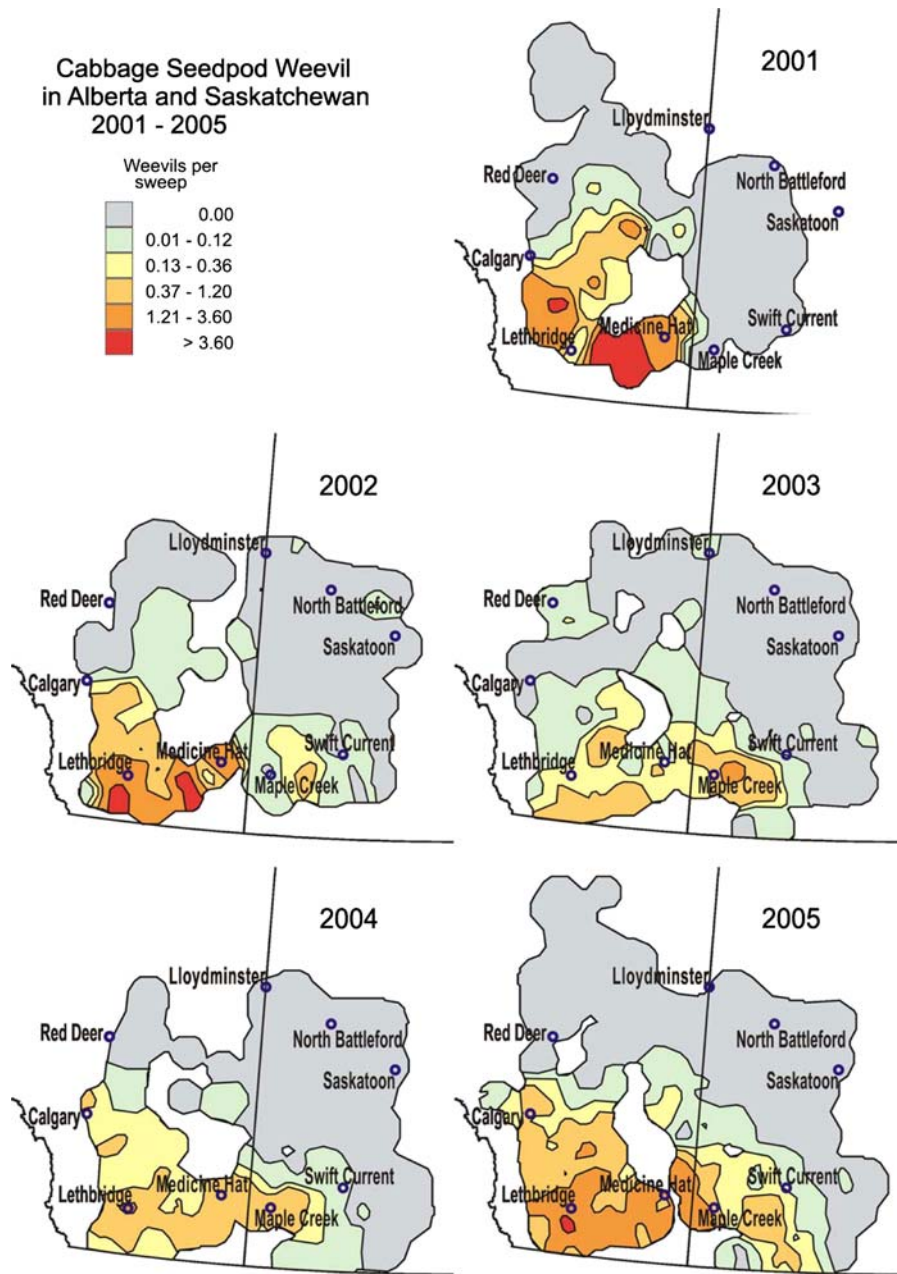 Cabbage Seedpod Weevil
in Alberta and Saskatchewan
2001 - 2005
Weevils per
sweep
0.00
0.01 - 0.12
0.13 - 0.36
0.37 - 1.20
1.21 - 3.60
> 3.60
2001
Lloydminster
Red Deer
North Battleford
Saskatoon
Calgary
Swift Current
Medicine Hat
Lethbridge
Maple Creek
2002
Lloydminster
Red Deer
North Battleford
Saskatoon
Calgary
Swift Current
Medicine Hat
Lethbridge
Maple Creek
2003
Lloydminster
Red Deer
North Battleford
Saskatoon
Calgary
Swift Current
Medicine Hat
Lethbridge
Maple Creek
2004
Lloydminster
Red Deer
North Battleford
Saskatoon
Calgary
Swift Current
Medicine Hat
Lethbridge
Maple Creek
2005
Lloydminster
Red Deer
North Battleford
Saskatoon
Calgary
Swift Current
Medicine Hat
Lethbridge
Maple Creek